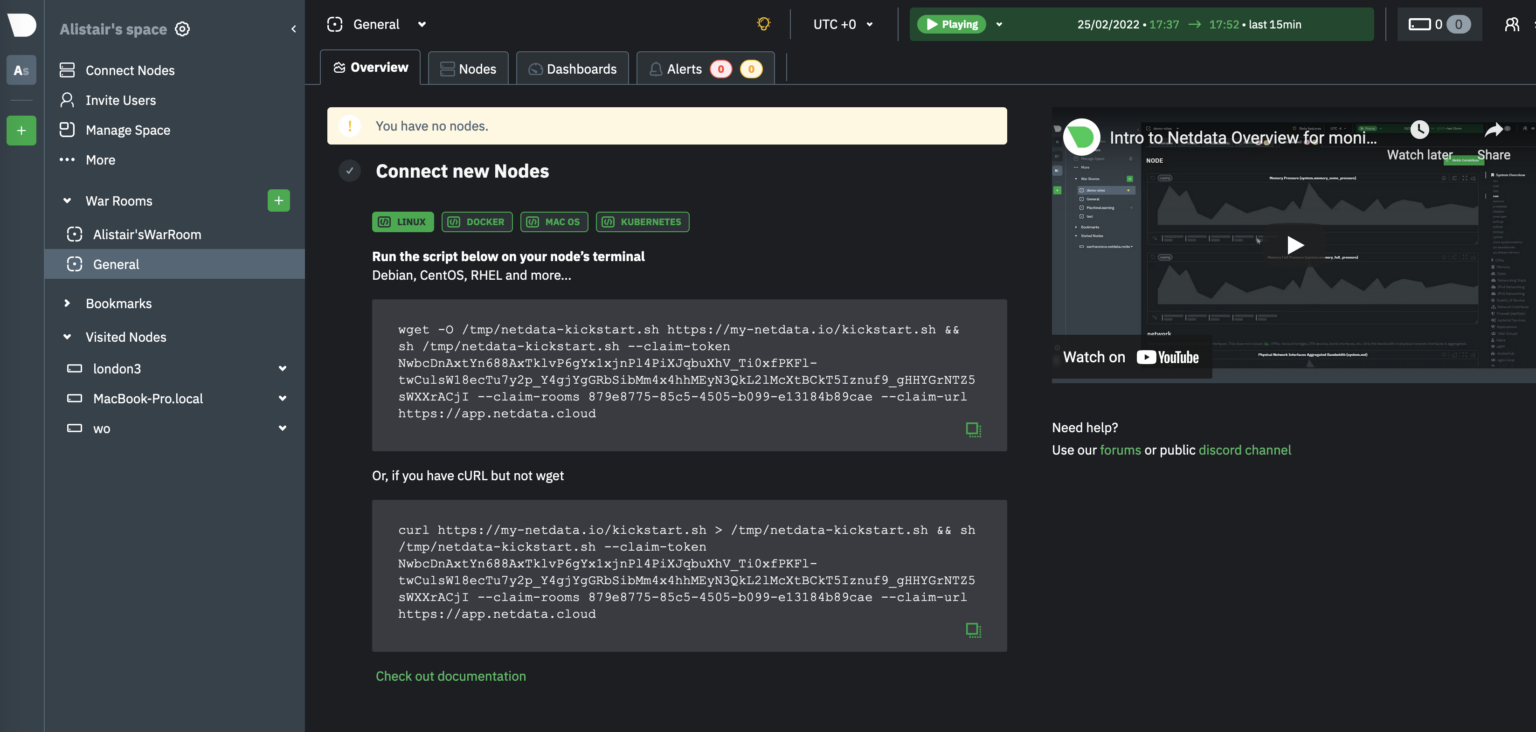 Alistair's space
As
Connect Nodes
Invite Users
Manage Space
More
War Rooms
Alistair'sWarRoom
General
Bookmarks
Visited Nodes
london3
MacBook-Pro.local
wo
General
UTC +0
Playing
25/02/2022 • 17:37 → 17:52 • last 15min
0 0
Overview
Nodes
Dashboards
Alerts 0 0
! You have no nodes.
Connect new Nodes
LINUX
DOCKER
MAC OS
KUBERNETES
Run the script below on your node's terminal
Debian, CentOS, RHEL and more...
wget -O /tmp/netdata-kickstart.sh https://my-netdata.io/kickstart.sh &&
sh /tmp/netdata-kickstart.sh --claim-token
NwbcDnAxtYn688AxTklvP6gYx1xjnPl4PiXJqbuXhV_Ti0xfPKFl-
twCulsW18ecTu7y2p_Y4gjYgGRbSibMm4x4hhMEyN3QkL2lMcXtBCkT5Iznuf9_gHHYGrNTZ5
sWXXrACjI --claim-rooms 879e8775-85c5-4505-b099-e13184b89cae --claim-url
https://app.netdata.cloud
Or, if you have cURL but not wget
curl https://my-netdata.io/kickstart.sh > /tmp/netdata-kickstart.sh && sh
/tmp/netdata-kickstart.sh --claim-token
NwbcDnAxtYn688AxTklvP6gYx1xjnPl4PiXJqbuXhV_Ti0xfPKFl-
twCulsW18ecTu7y2p_Y4gjYgGRbSibMm4x4hhMEyN3QkL2lMcXtBCkT5Iznuf9_gHHYGrNTZ5
sWXXrACjI --claim-rooms 879e8775-85c5-4505-b099-e13184b89cae --claim-url
https://app.netdata.cloud
Check out documentation
Intro to Netdata Overview for moni...
Watch later
Share
NODE
network
Watch on YouTube
Need help?
Use our forums or public discord channel